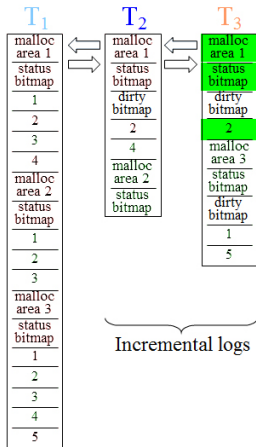 T1
malloc
area 1
status
bitmap
1
2
3
4
malloc
area 2
status
bitmap
1
2
3
malloc
area 3
status
bitmap
1
2
3
4
5
T2
malloc
area 1
status
bitmap
dirty
bitmap
2
4
malloc
area 2
status
bitmap
T3
malloc
area 1
status
bitmap
dirty
bitmap
2
malloc
area 3
status
bitmap
dirty
bitmap
1
5
Incremental logs